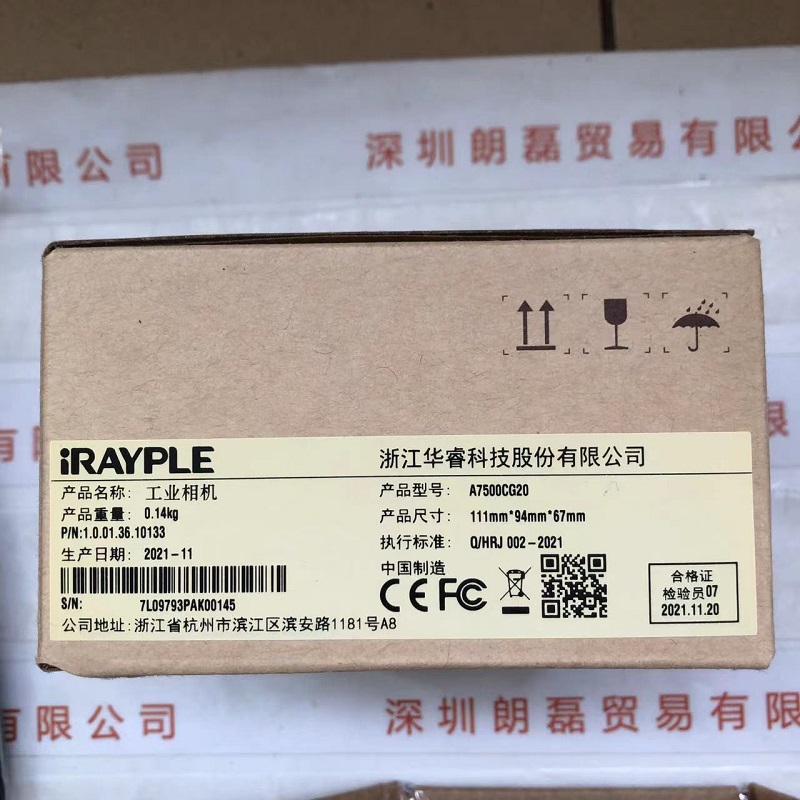 有限公司
深圳朗磊贸易有限公
iRAYPLE
浙江华睿科技股份有限公司
产品名称: 工业相机
产品型号: A7500CG20
产品重量: 0.14kg
产品尺寸: 111mm*94mm*67mm
P/N:1.0.01.36.10133
执行标准: Q/HRJ 002-2021
生产日期: 2021-11
中国制造
CE FC
S/N: 7L09793PAK00145
合格证
检验员07
2021.11.20
公司地址:浙江省杭州市滨江区滨安路1181号A8
有限公司
深圳朗磊贸易有限